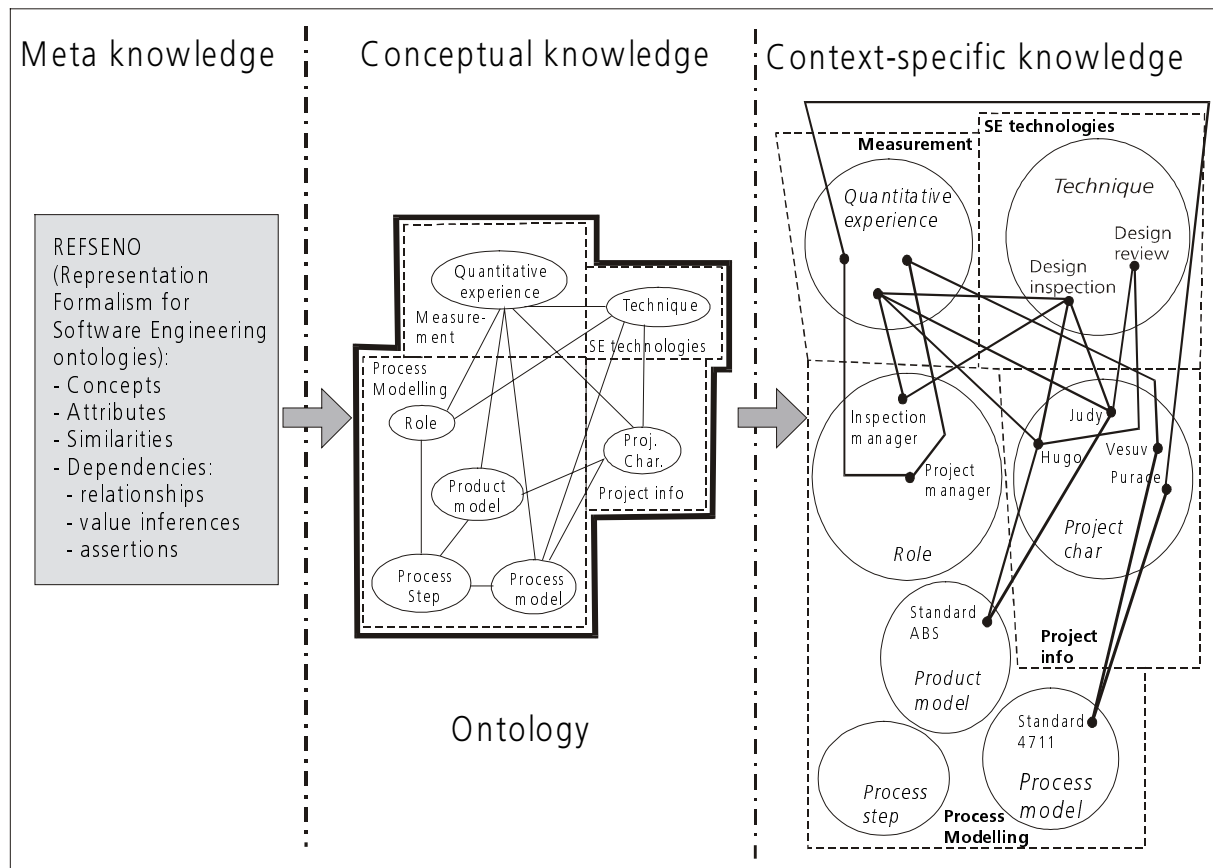 Meta knowledge
REFSENO
(Representation
Formalism for
Software Engineering
ontologies):
- Concepts
- Attributes
- Similarities
- Dependencies:
- relationships
- value inferences
- assertions
Conceptual knowledge
Quantitative
experience
Technique
Measure-
ment
SE technologies
Process
Modelling
Role
Proj.
Char.
Product
model
Project info
Process
Step
Process
model
Ontology
Context-specific knowledge
SE technologies
Measurement
Quantitative
experience
Technique
Design
review
Design
inspection
Inspection
manager
Judy
Hugo
Vesuv
Purace
Project
manager
Project
char
Role
Standard
ABS
Project
info
Product
model
Standard
4711
Process
model
Process
step
Process
Modelling